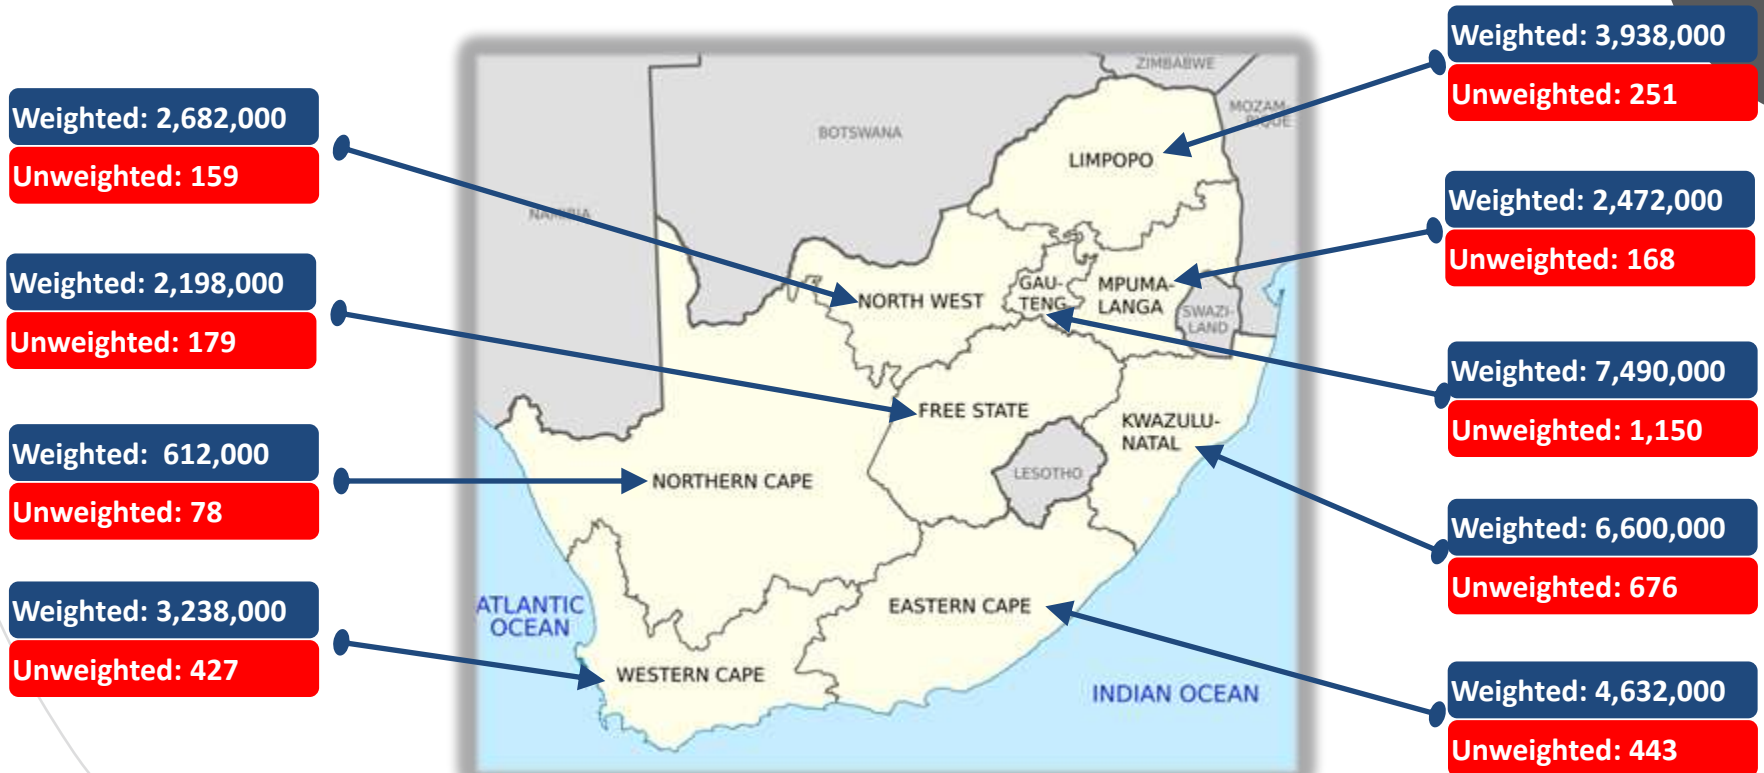 Weighted: 2,682,000
Unweighted: 159
Weighted: 2,198,000
Unweighted: 179
Weighted: 612,000
Unweighted: 78
Weighted: 3,238,000
Unweighted: 427
ZIMBABWE
MOZAM-
BIQUE
BOTSWANA
NAMIBIA
LIMPOPO
NORTH WEST
GAU-
TENG
MPUMA-
LANGA
SWAZI-
LAND
FREE STATE
KWAZULU-
NATAL
LESOTHO
NORTHERN CAPE
EASTERN CAPE
WESTERN CAPE
ATLANTIC
OCEAN
INDIAN OCEAN
Weighted: 3,938,000
Unweighted: 251
Weighted: 2,472,000
Unweighted: 168
Weighted: 7,490,000
Unweighted: 1,150
Weighted: 6,600,000
Unweighted: 676
Weighted: 4,632,000
Unweighted: 443